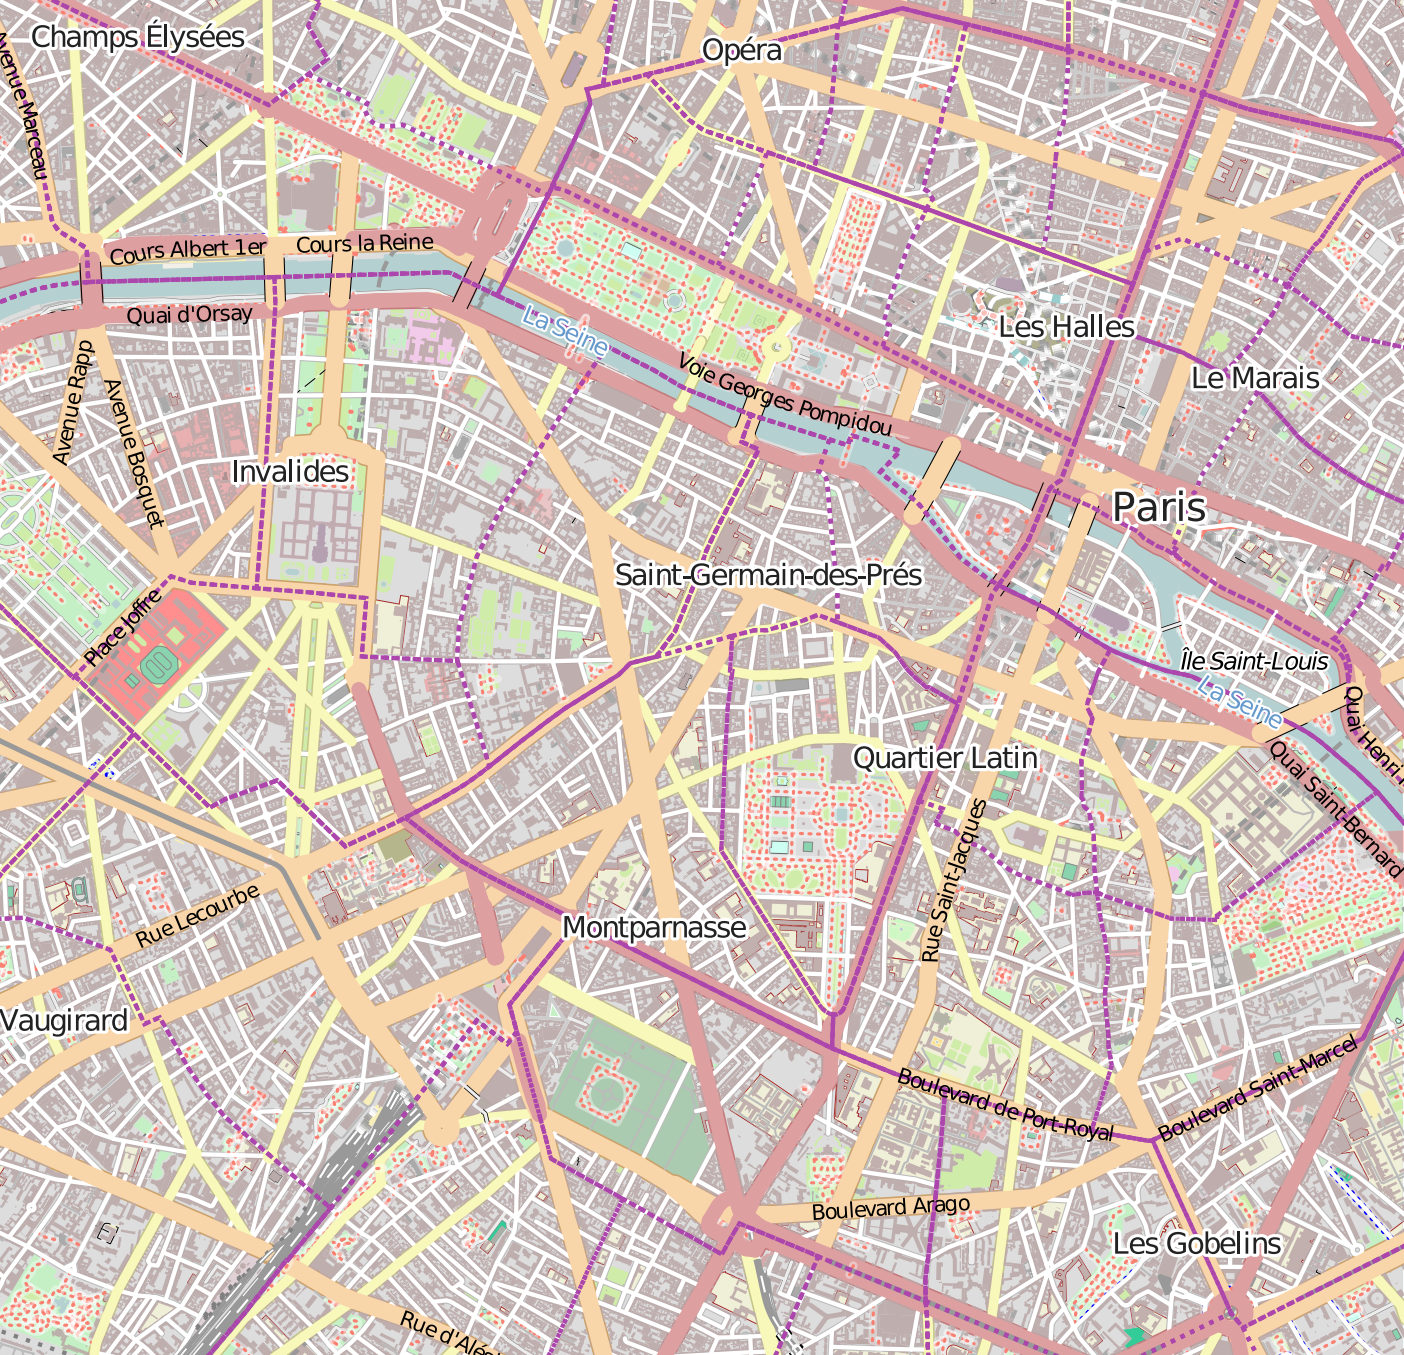 Champs Élysées
Opéra
Avenue Marceau
Cours Albert 1er
Cours la Reine
Quai d'Orsay
La Seine
Les Halles
Voie Georges Pompidou
Le Marais
Avenue Rapp
Avenue Bosquet
Invalides
Paris
Saint-Germain-des-Prés
Place Joffre
Île Saint-Louis
La Seine
Quai Henri-
Quartier Latin
Quai Saint-Bernard
Rue Saint-Jacques
Rue Lecourbe
Montparnasse
Vaugirard
Boulevard de Port-Royal
Boulevard Saint-Marcel
Boulevard Arago
Les Gobelins
Rue d'Alési